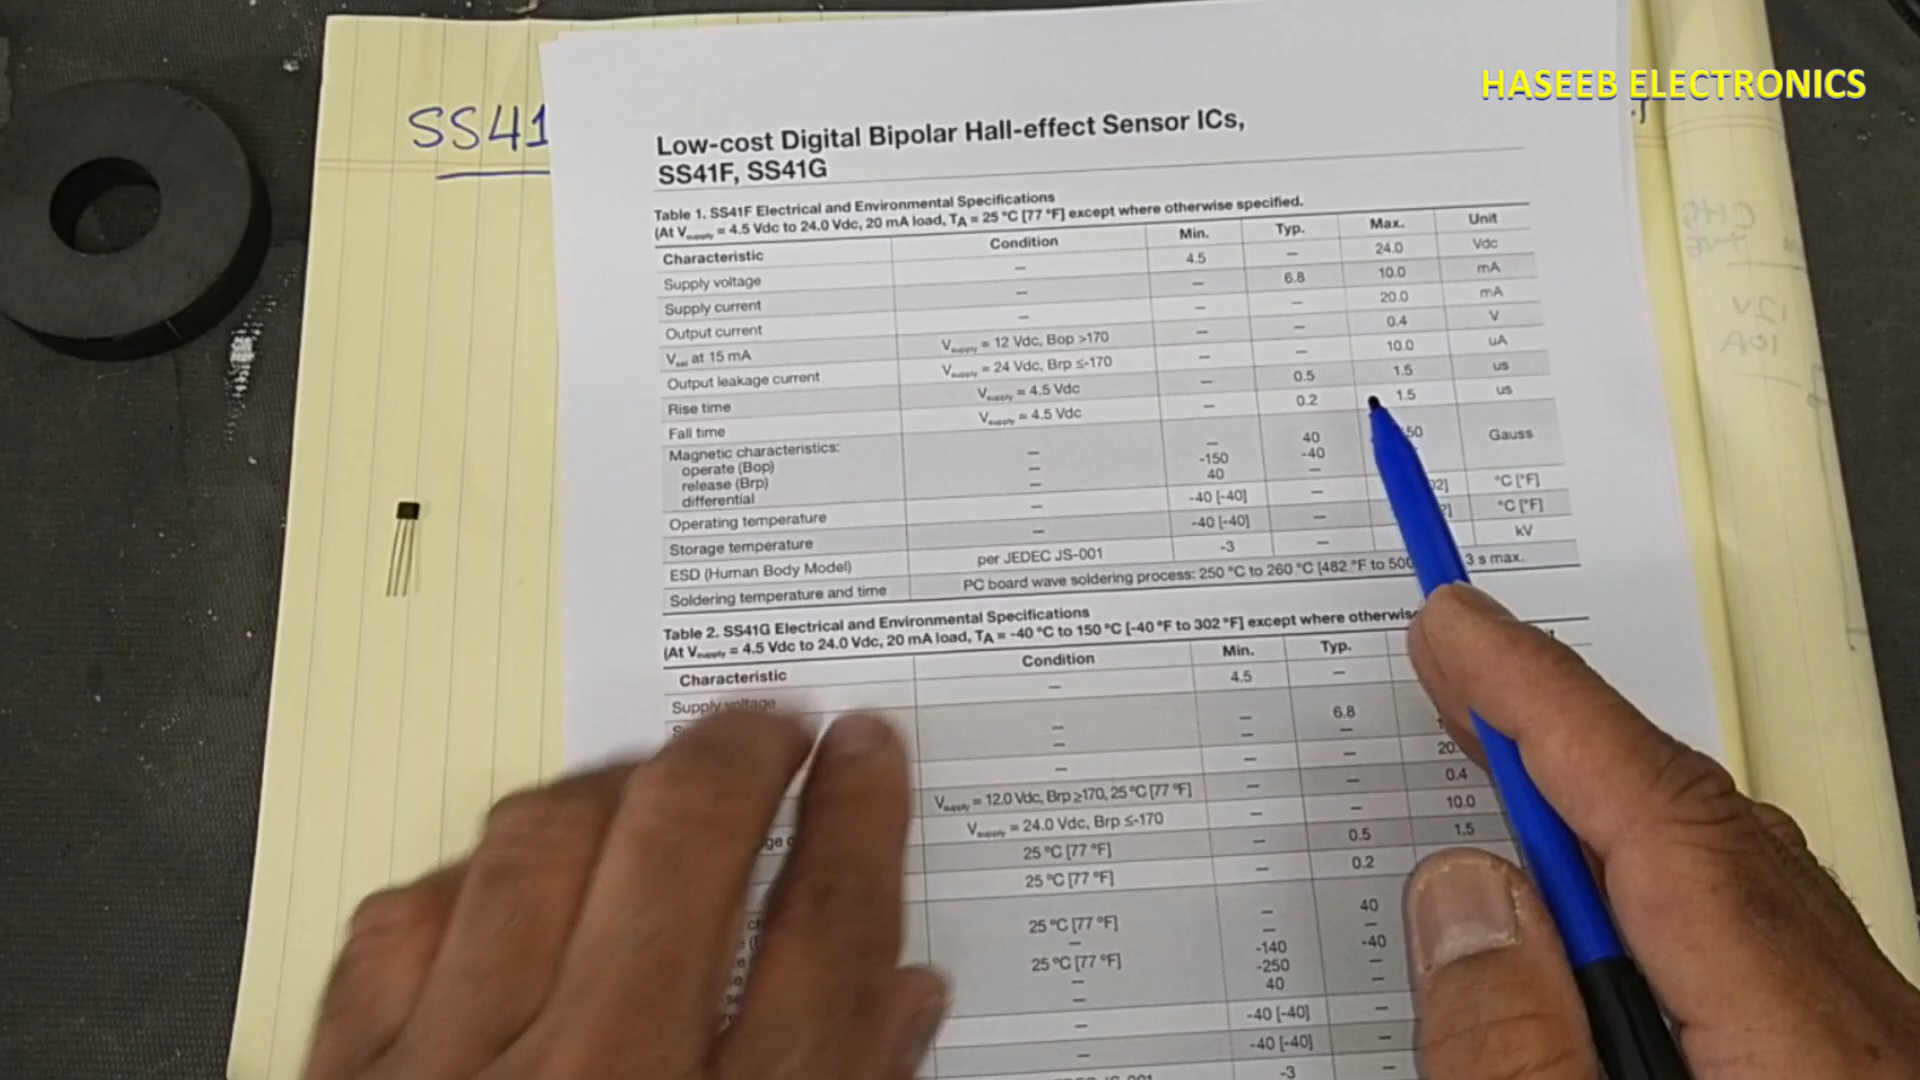 HASEEB ELECTRONICS
SS41
Low-cost Digital Bipolar Hall-effect Sensor ICs,
SS41F, SS41G
Table 1. SS41F Electrical and Environmental Specifications
(At Vsupply = 4.5 Vdc to 24.0 Vdc, 20 mA load, TA = 25 °C [77 °F] except where otherwise specified.
Characteristic Condition Min. Typ. Max. Unit
Supply voltage — 4.5 — 24.0 Vdc
Supply current — — 6.8 10.0 mA
Output current — — — 20.0 mA
Vsat at 15 mA Vsupply = 12 Vdc, Bop >170 — — 0.4 V
Output leakage current Vsupply = 24 Vdc, Brp ≤-170 — — 10.0 uA
Rise time Vsupply = 4.5 Vdc — 0.5 1.5 us
Fall time Vsupply = 4.5 Vdc — 0.2 1.5 us
Magnetic characteristics: Gauss
operate (Bop) — — 40 50
release (Brp) — -150 -40
differential — 40 —
Operating temperature — -40 [-40] — °C [°F]
Storage temperature — -40 [-40] — °C [°F]
ESD (Human Body Model) per JEDEC JS-001 -3 — kV
Soldering temperature and time PC board wave soldering process: 250 °C to 260 °C [482 °F to 500 3 s max.
Table 2. SS41G Electrical and Environmental Specifications
(At Vsupply = 4.5 Vdc to 24.0 Vdc, 20 mA load, TA = -40 °C to 150 °C [-40 °F to 302 °F] except where otherwise
Characteristic Condition Min. Typ.
Supply voltage — 4.5 —
— — 6.8
— — —
— — — 20.
Vsupply = 12.0 Vdc, Brp ≥170, 25 °C [77 °F] — — 0.4
Vsupply = 24.0 Vdc, Brp ≤-170 — — 10.0
25 °C [77 °F] — 0.5 1.5
25 °C [77 °F] — 0.2
25 °C [77 °F] — 40
— — —
25 °C [77 °F] -140 -40
— -250 —
— 40 —
— -40 [-40] —
— -40 [-40] —
-3 —